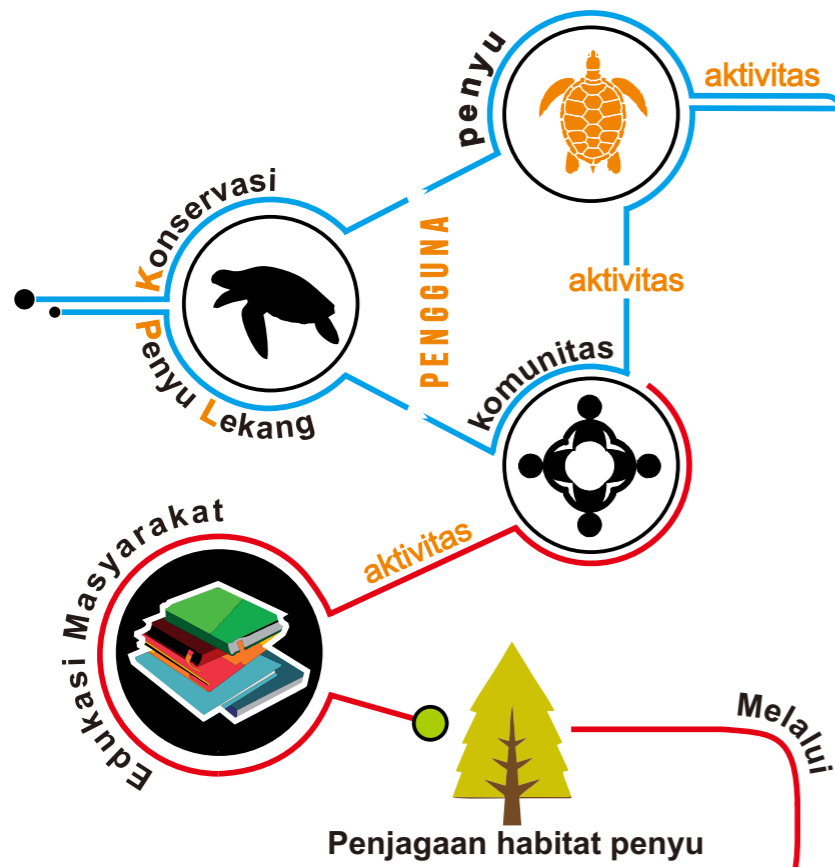 penyu
aktivitas
Konservasi
Penyu Lekang
PENGGUNA
aktivitas
komunitas
aktivitas
Edukasi Masyarakat
Melalui
Penjagaan habitat penyu